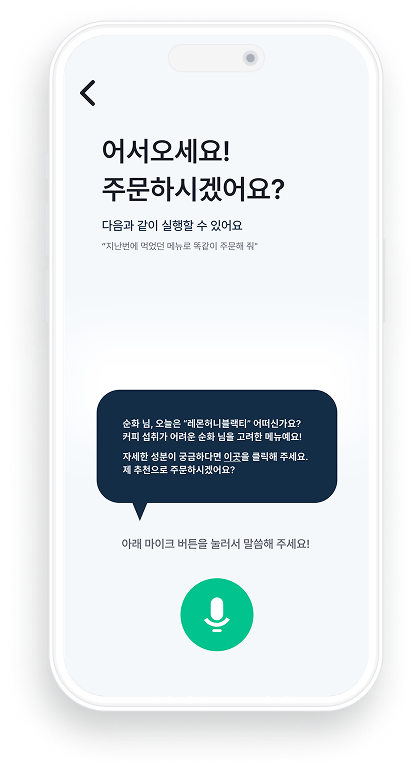 어서오세요!
주문하시겠어요?
다음과 같이 실행할 수 있어요
“지난번에 먹었던 메뉴로 똑같이 주문해 줘”
순화 님, 오늘은 “레몬허니블랙티” 어떠신가요?
커피 섭취가 어려운 순화 님을 고려한 메뉴예요!
자세한 성분이 궁금하다면 이곳을 클릭해 주세요.
제 추천으로 주문하시겠어요?
아래 마이크 버튼을 눌러서 말씀해 주세요!